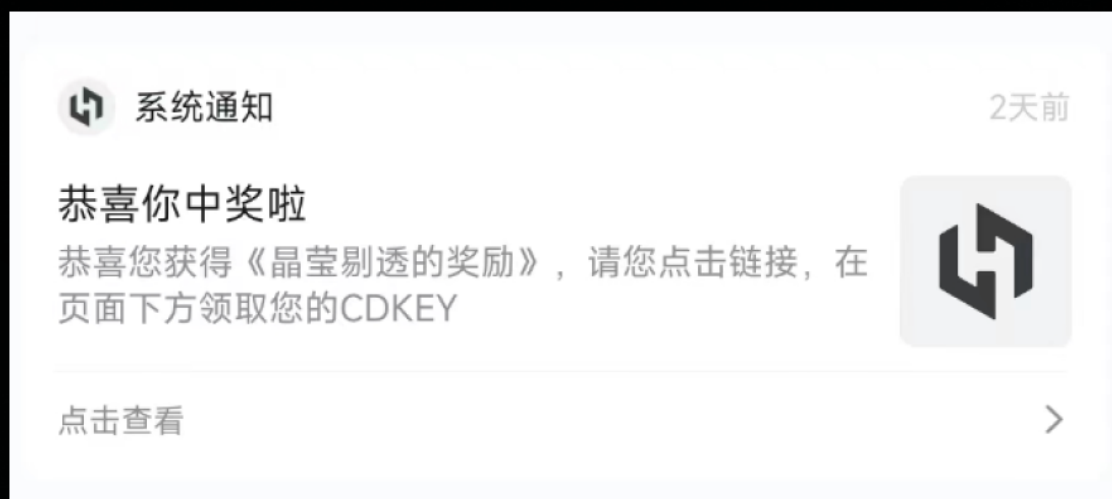 系统通知
2天前
恭喜你中奖啦
恭喜您获得《晶莹剔透的奖励》，请您点击链接，在
页面下方领取您的CDKEY
点击查看